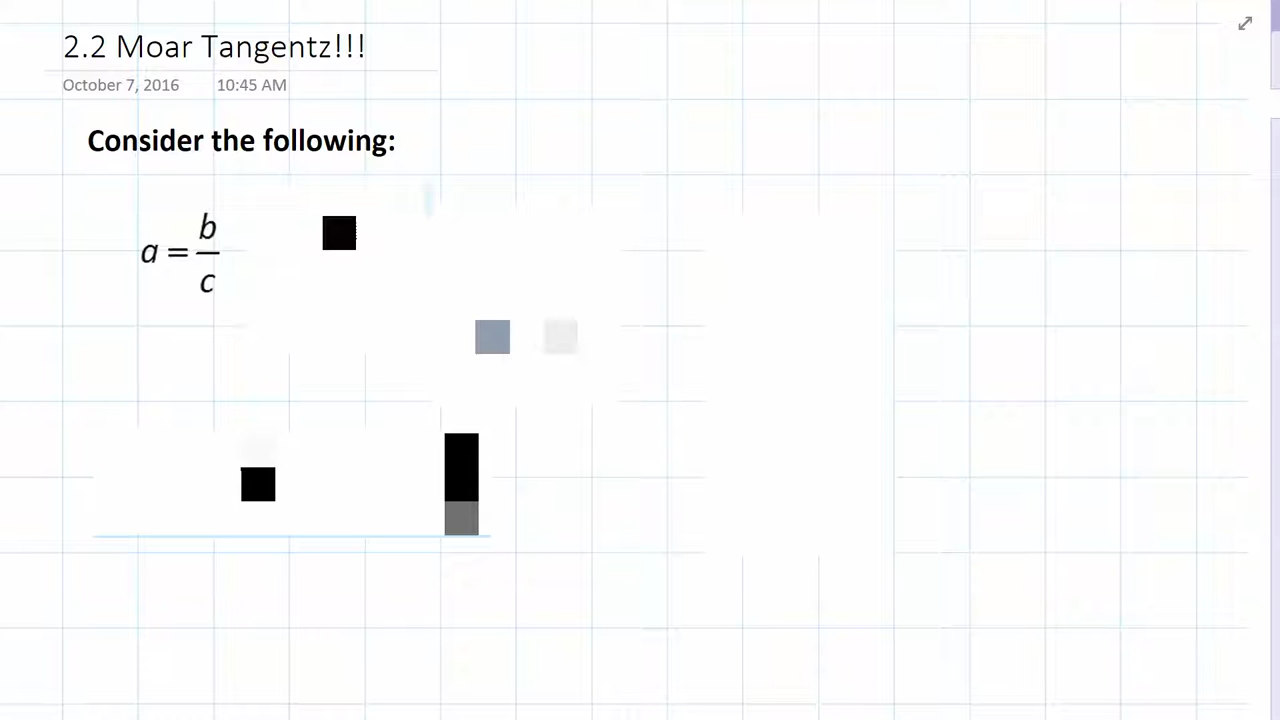 2.2 Moar Tangentz!!!
October 7, 2016 10:45 AM
Consider the following:
a = b/c